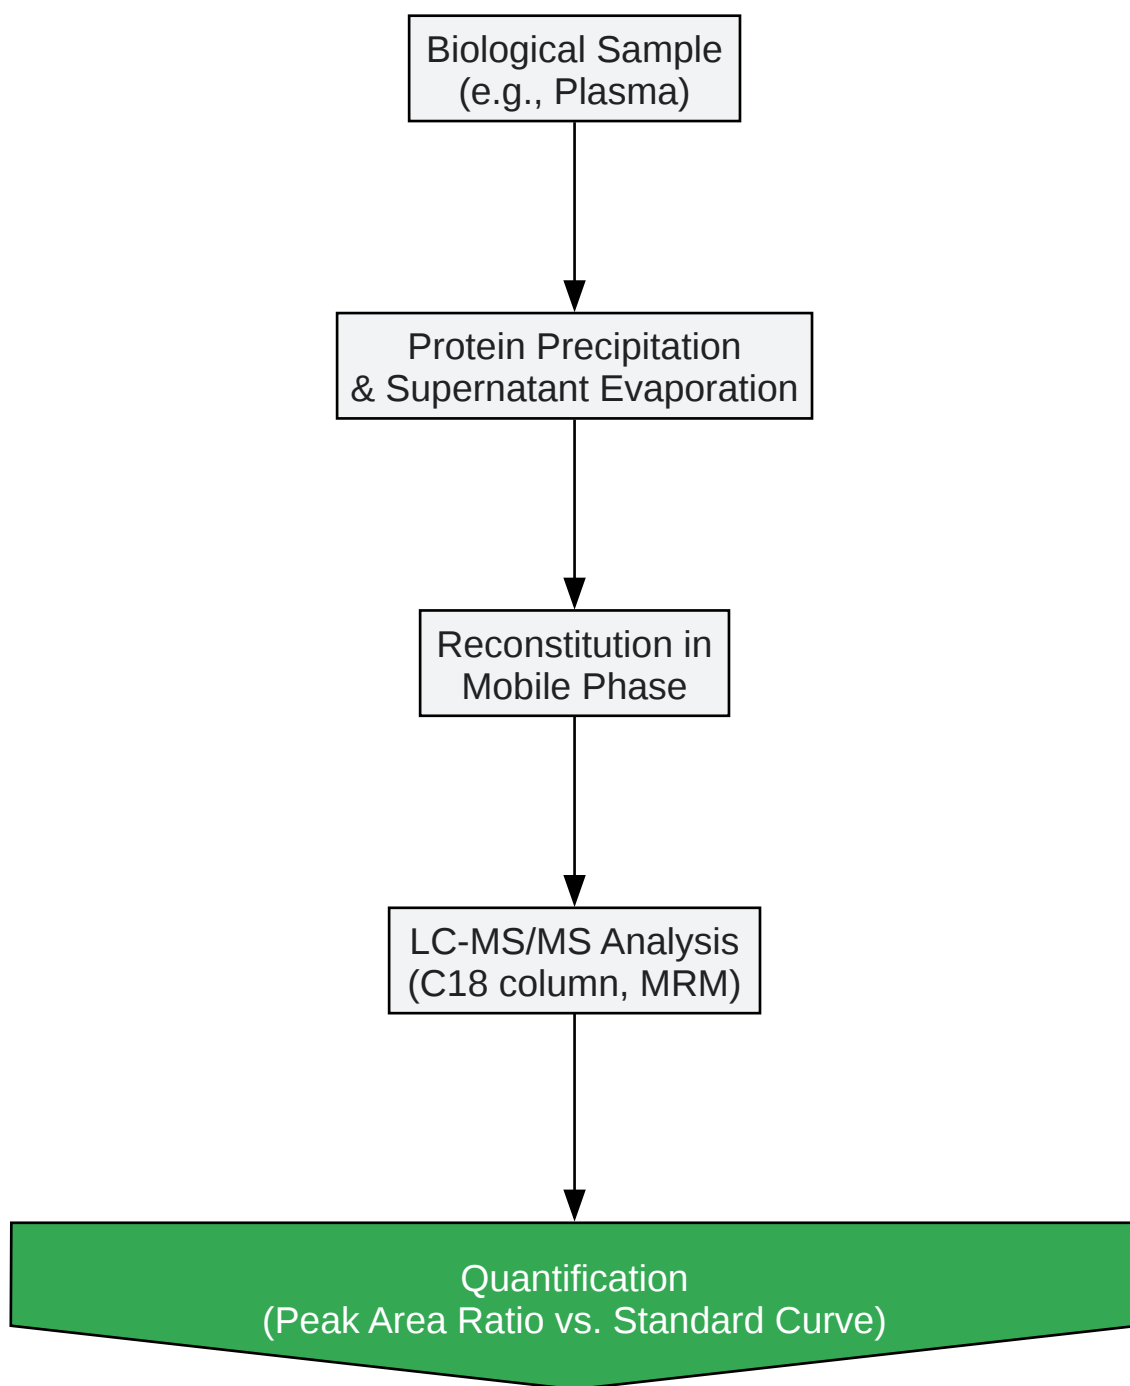 Biological Sample
(e.g., Plasma)
Protein Precipitation
& Supernatant Evaporation
Reconstitution in
Mobile Phase
LC-MS/MS Analysis
(C18 column, MRM)
Quantification
(Peak Area Ratio vs. Standard Curve)